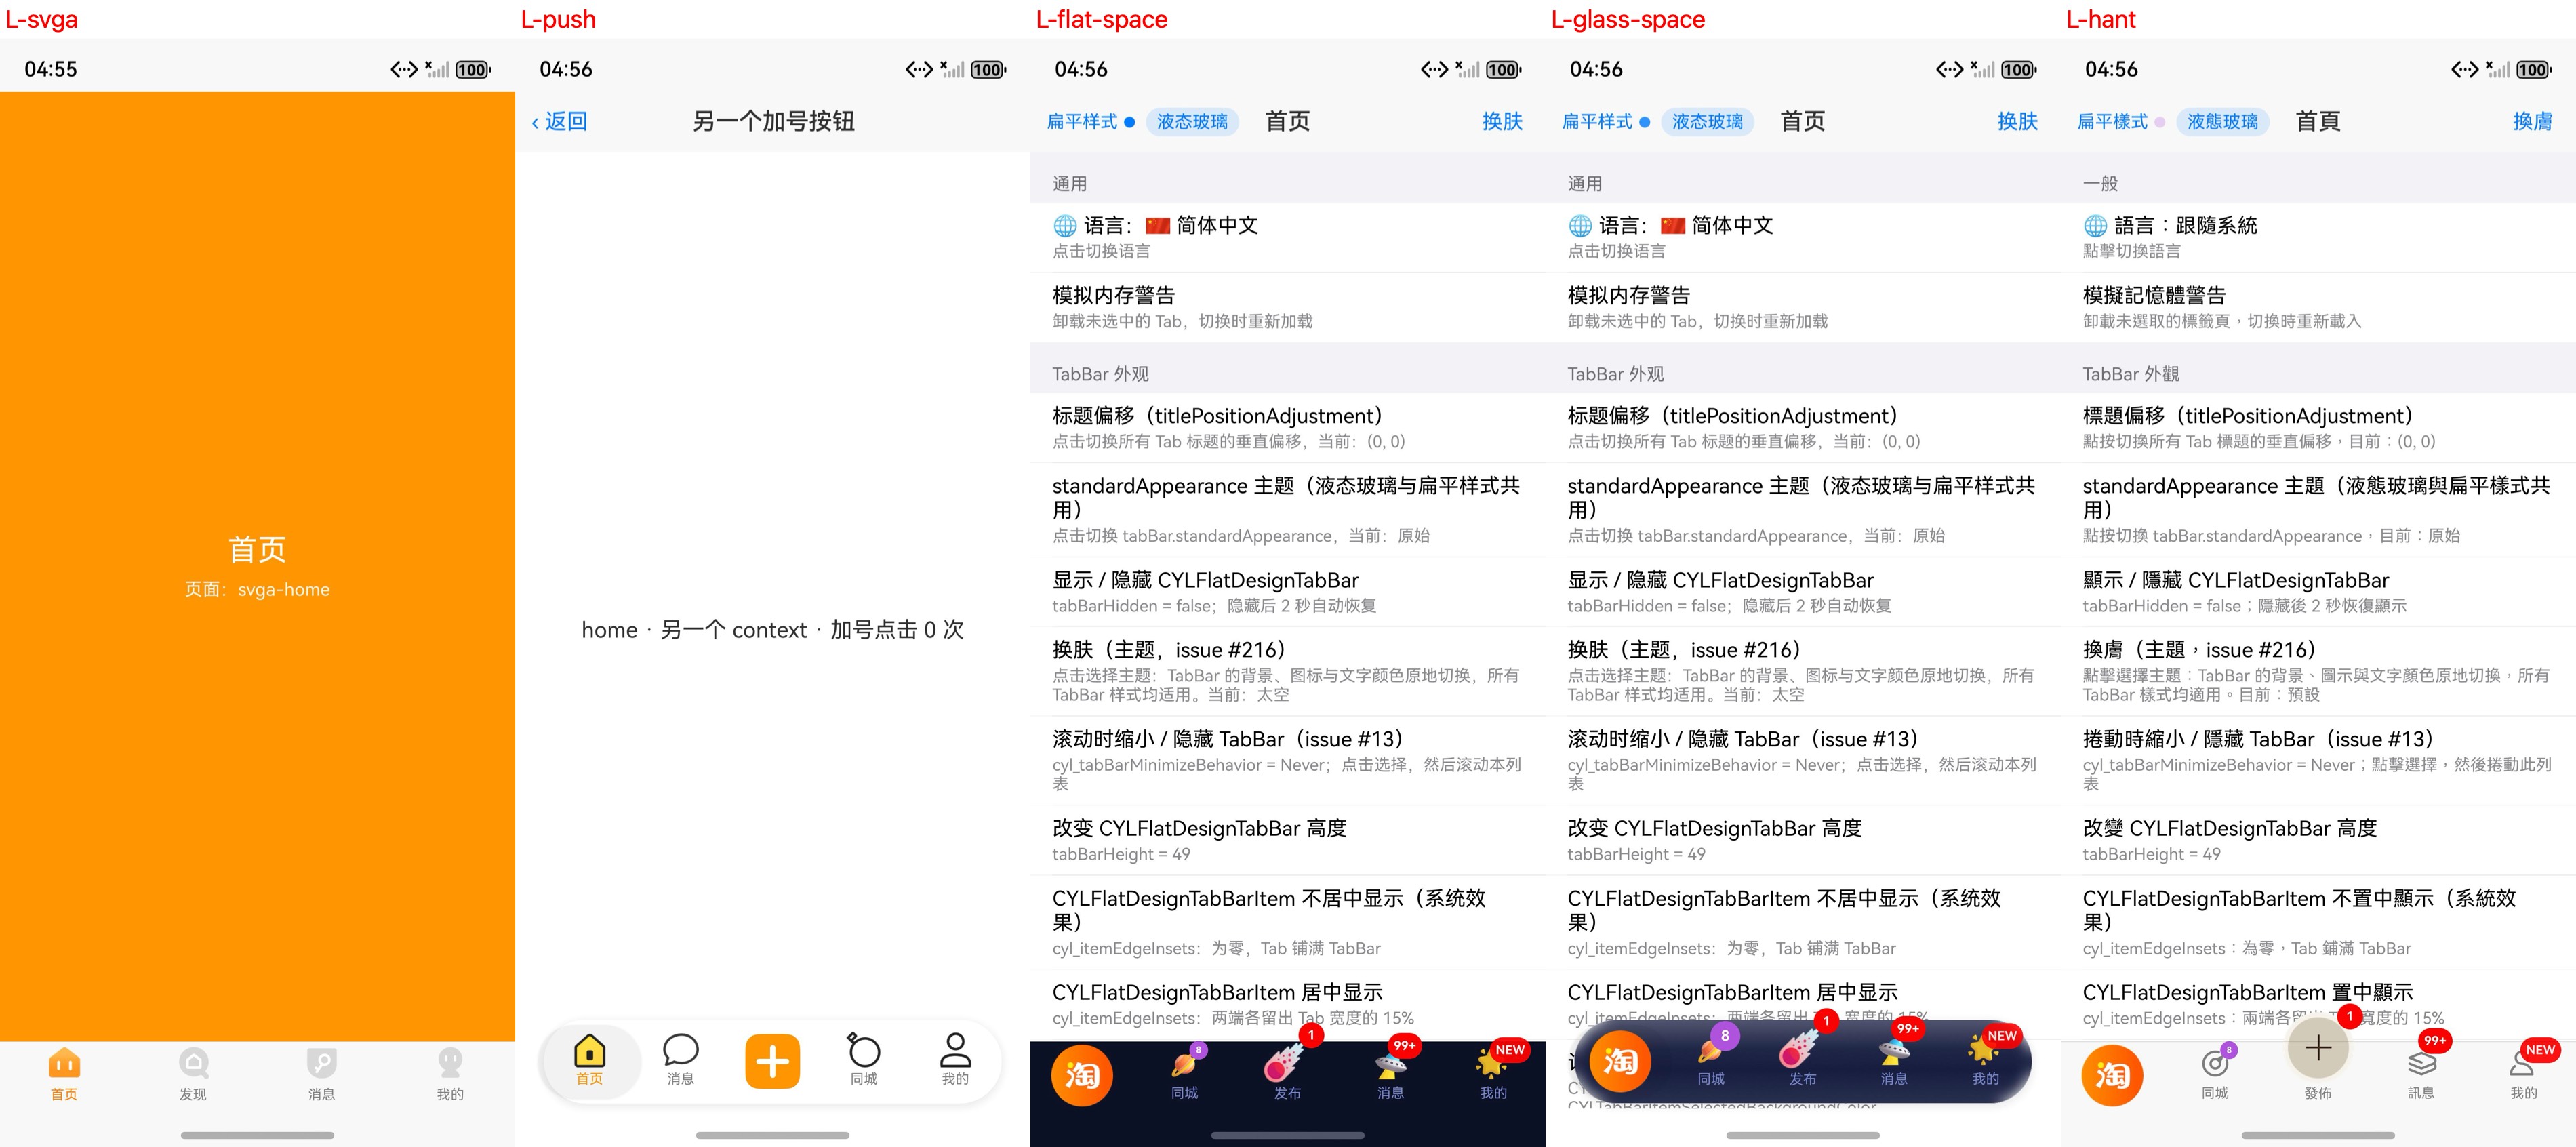 L-svga
04:55
100
首页
页面：svga-home
首页
发现
消息
我的
L-push
04:56
100
‹ 返回
另一个加号按钮
home · 另一个 context · 加号点击 0 次
首页
消息
同城
我的
L-flat-space
04:56
100
扁平样式
液态玻璃
首页
换肤
通用
语言：🇨🇳 简体中文
点击切换语言
模拟内存警告
卸载未选中的 Tab，切换时重新加载
TabBar 外观
标题偏移（titlePositionAdjustment）
点击切换所有 Tab 标题的垂直偏移，当前：(0, 0)
standardAppearance 主题（液态玻璃与扁平样式共
用）
点击切换 tabBar.standardAppearance，当前：原始
显示 / 隐藏 CYLFlatDesignTabBar
tabBarHidden = false；隐藏后 2 秒自动恢复
换肤（主题，issue #216）
点击选择主题：TabBar 的背景、图标与文字颜色原地切换，所有
TabBar 样式均适用。当前：太空
滚动时缩小 / 隐藏 TabBar（issue #13）
cyl_tabBarMinimizeBehavior = Never；点击选择，然后滚动本列
表
改变 CYLFlatDesignTabBar 高度
tabBarHeight = 49
CYLFlatDesignTabBarItem 不居中显示（系统效
果）
cyl_itemEdgeInsets：为零，Tab 铺满 TabBar
CYLFlatDesignTabBarItem 居中显示
cyl_itemEdgeInsets：两端各留出 Tab 宽度的 15%
淘
8
同城
1
发布
99+
消息
NEW
我的
L-glass-space
04:56
100
扁平样式
液态玻璃
首页
换肤
通用
语言：🇨🇳 简体中文
点击切换语言
模拟内存警告
卸载未选中的 Tab，切换时重新加载
TabBar 外观
标题偏移（titlePositionAdjustment）
点击切换所有 Tab 标题的垂直偏移，当前：(0, 0)
standardAppearance 主题（液态玻璃与扁平样式共
用）
点击切换 tabBar.standardAppearance，当前：原始
显示 / 隐藏 CYLFlatDesignTabBar
tabBarHidden = false；隐藏后 2 秒自动恢复
换肤（主题，issue #216）
点击选择主题：TabBar 的背景、图标与文字颜色原地切换，所有
TabBar 样式均适用。当前：太空
滚动时缩小 / 隐藏 TabBar（issue #13）
cyl_tabBarMinimizeBehavior = Never；点击选择，然后滚动本列
表
改变 CYLFlatDesignTabBar 高度
tabBarHeight = 49
CYLFlatDesignTabBarItem 不居中显示（系统效
果）
cyl_itemEdgeInsets：为零，Tab 铺满 TabBar
CYLFlatDesignTabBarItem 居中显示
cyl_itemEdgeInsets：两端各留出 宽度的 15%
淘
8
同城
1
发布
99+
消息
NEW
我的
CYLTabBarItemSelectedBackgroundColor
L-hant
04:56
100
扁平樣式
液態玻璃
首頁
換膚
一般
語言：跟隨系統
點擊切換語言
模擬記憶體警告
卸載未選取的標籤頁，切換時重新載入
TabBar 外觀
標題偏移（titlePositionAdjustment）
點按切換所有 Tab 標題的垂直偏移，目前：(0, 0)
standardAppearance 主題（液態玻璃與扁平樣式共
用）
點按切換 tabBar.standardAppearance，目前：原始
顯示 / 隱藏 CYLFlatDesignTabBar
tabBarHidden = false；隱藏後 2 秒恢復顯示
換膚（主題，issue #216）
點擊選擇主題：TabBar 的背景、圖示與文字顏色原地切換，所有
TabBar 樣式均適用。目前：預設
捲動時縮小 / 隱藏 TabBar（issue #13）
cyl_tabBarMinimizeBehavior = Never；點擊選擇，然後捲動此列
表
改變 CYLFlatDesignTabBar 高度
tabBarHeight = 49
CYLFlatDesignTabBarItem 不置中顯示（系統效
果）
cyl_itemEdgeInsets：為零，Tab 鋪滿 TabBar
CYLFlatDesignTabBarItem 置中顯示
cyl_itemEdgeInsets：兩端各留 寬度的 15%
淘
8
同城
1
發佈
99+
訊息
NEW
我的